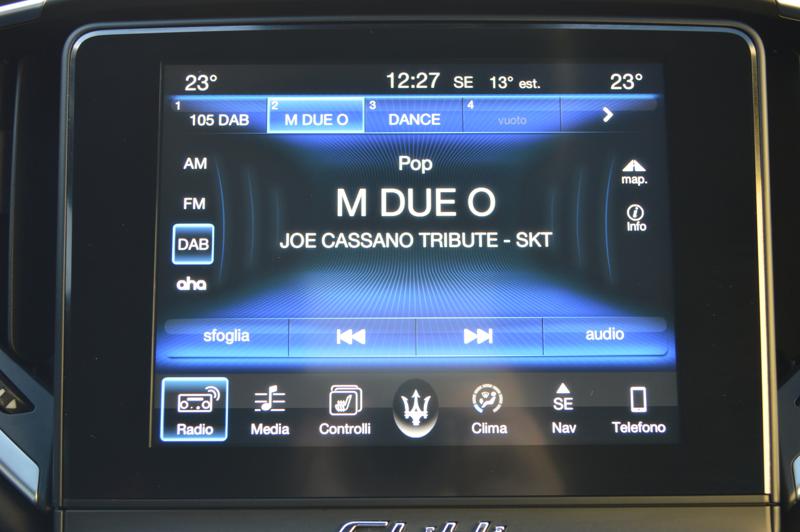 23° 12:27 SE 13° est. 23°
1 105 DAB 2 M DUE O 3 DANCE 4 vuoto
AM
Pop
map.
FM
M DUE O
Info
DAB
JOE CASSANO TRIBUTE - SKT
aha
sfoglia audio
SE
Radio Media Controlli Clima Nav Telefono
Ghibli